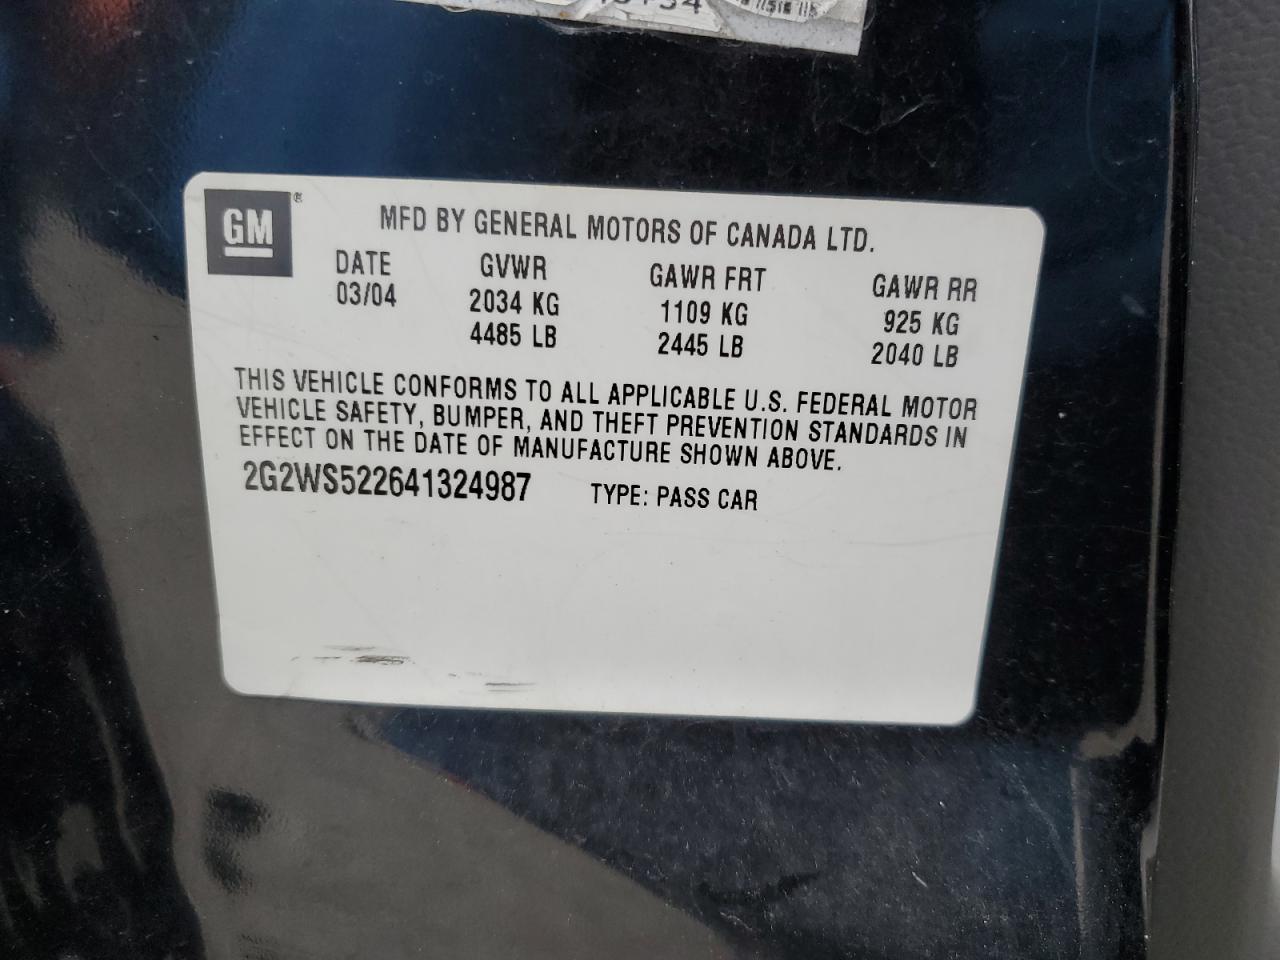 GM ® MFD BY GENERAL MOTORS OF CANADA LTD.
DATE GVWR GAWR FRT GAWR RR
03/04 2034 KG 1109 KG 925 KG
4485 LB 2445 LB 2040 LB
THIS VEHICLE CONFORMS TO ALL APPLICABLE U.S. FEDERAL MOTOR
VEHICLE SAFETY, BUMPER, AND THEFT PREVENTION STANDARDS IN
EFFECT ON THE DATE OF MANUFACTURE SHOWN ABOVE.
2G2WS522641324987 TYPE: PASS CAR